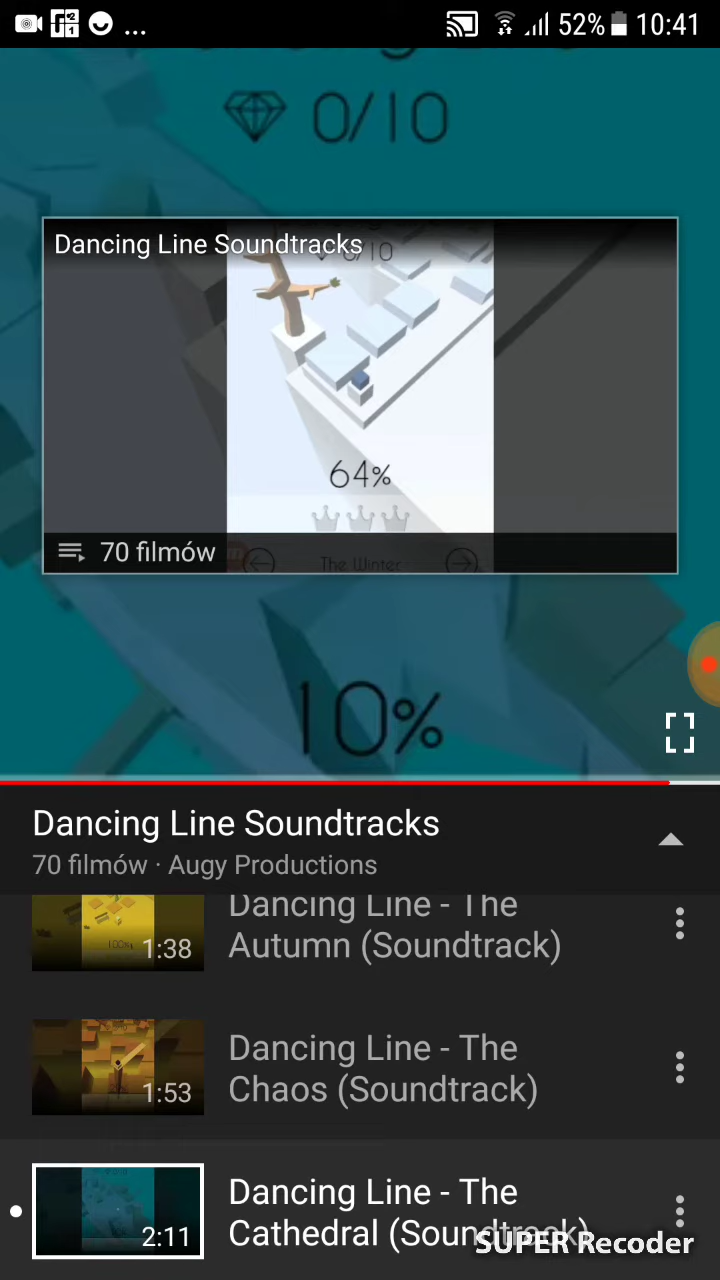 ... 52% 10:41
0/10
Dancing Line Soundtracks
0/10
64%
70 filmów
The Winter
10%
Dancing Line Soundtracks
70 filmów · Augy Productions
Dancing Line - The
Autumn (Soundtrack)
100%
1:38
Dancing Line - The
Chaos (Soundtrack)
1:53
Dancing Line - The
Cathedral (Soundtrack)
2:11
SUPER Recoder